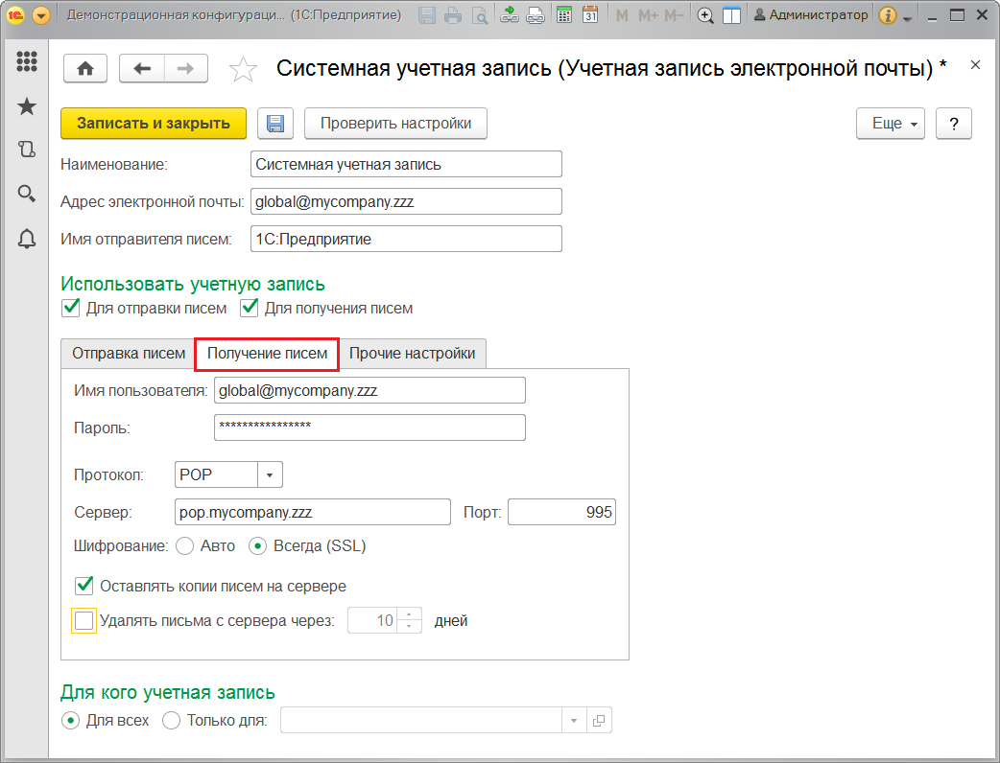 Демонстрационная конфигураци... (1С:Предприятие) 31 M M+ M- Администратор
Системная учетная запись (Учетная запись электронной почты) *
Записать и закрыть Проверить настройки Еще ?
Наименование: Системная учетная запись
Адрес электронной почты: global@mycompany.zzz
Имя отправителя писем: 1С:Предприятие
Использовать учетную запись
Для отправки писем Для получения писем
Отправка писем Получение писем Прочие настройки
Имя пользователя: global@mycompany.zzz
Пароль: ****************
Протокол: POP
Сервер: pop.mycompany.zzz Порт: 995
Шифрование: Авто Всегда (SSL)
Оставлять копии писем на сервере
Удалять письма с сервера через: 10 дней
Для кого учетная запись
Для всех Только для: